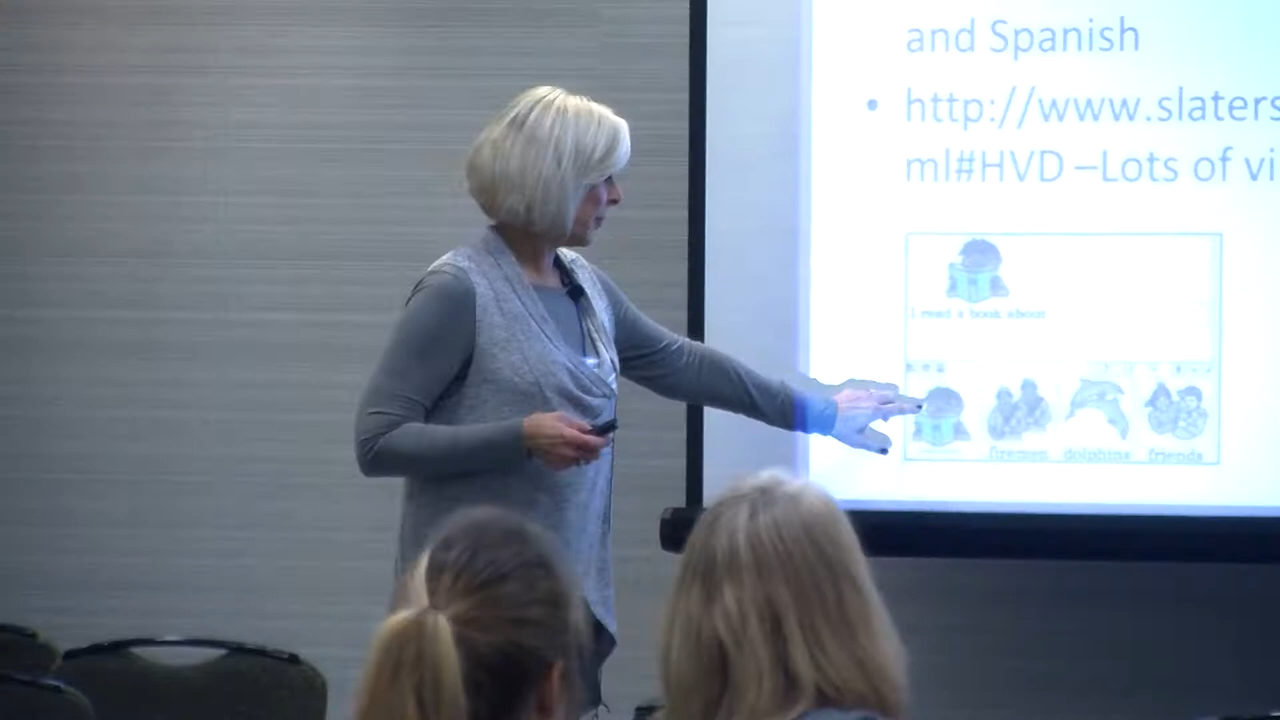 and Spanish
• http://www.slaters
ml#HVD –Lots of vi
I read a book about
firemen dolphins friends